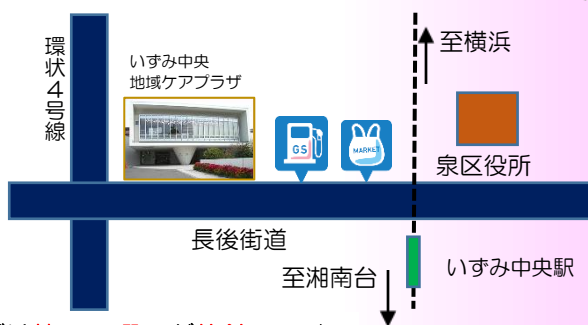 環状4号線
いずみ中央
地域ケアプラザ
至横浜
GS
MARKET
泉区役所
長後街道
至湘南台
いずみ中央駅